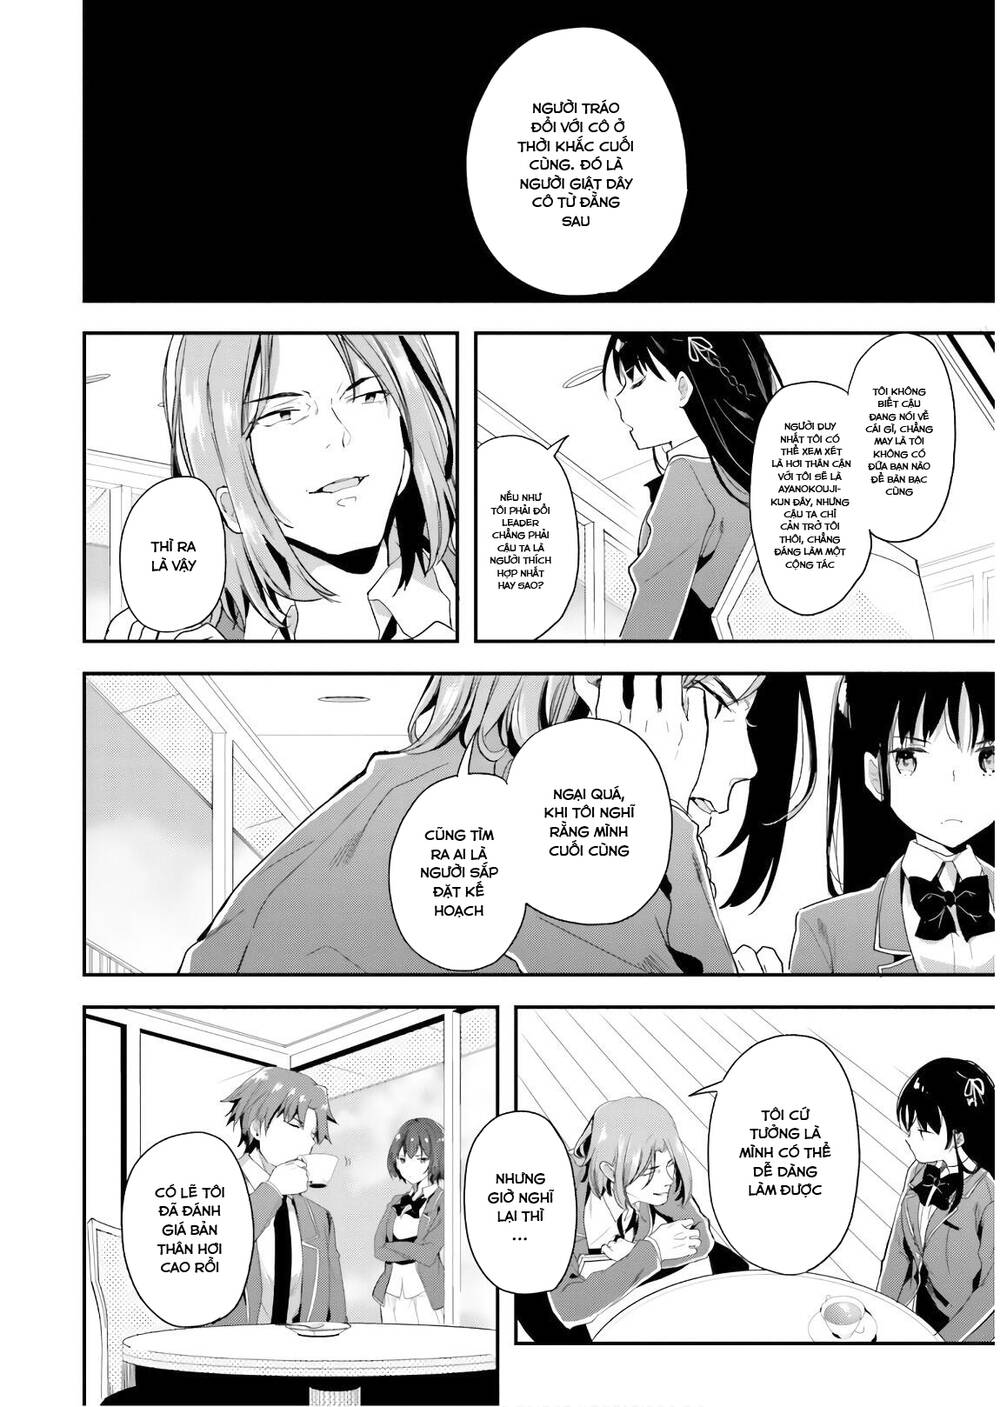 NGƯỜI TRÁO
ĐỔI VỚI CÔ Ở
THỜI KHẮC CUỐI
CÙNG. ĐÓ LÀ
NGƯỜI GIẬT DÂY
CÔ TỪ ĐẰNG
SAU
TÔI KHÔNG
BIẾT CẬU
ĐANG NÓI VỀ
CÁI GÌ, CHẲNG
MAY LÀ TÔI
KHÔNG CÓ
ĐỨA BẠN NÀO
ĐỂ BÀN BẠC
CÙNG
NGƯỜI DUY
NHẤT TÔI CÓ
THỂ XEM XÉT
LÀ HƠI THÂN CẬN
VỚI TÔI SẼ LÀ
AYANOKOUJI-
KUN ĐÂY, NHƯNG
CẬU TA CHỈ
CẢN TRỞ TÔI
THÔI, CHẲNG
ĐÁNG LÀM MỘT
CỘNG TÁC
NẾU NHƯ
TÔI PHẢI ĐỔI
LEADER
CHẲNG PHẢI
CẬU TA LÀ
NGƯỜI THÍCH
HỢP NHẤT
HAY SAO?
THÌ RA
LÀ VẬY
NGẠI QUÁ,
KHI TÔI NGHĨ
RẰNG MÌNH
CUỐI CÙNG
CŨNG TÌM
RA AI LÀ
NGƯỜI SẮP
ĐẶT KẾ
HOẠCH
TÔI CỨ
TƯỞNG LÀ
MÌNH CÓ THỂ
DỄ DÀNG
LÀM ĐƯỢC
NHƯNG
GIỜ NGHĨ
LẠI THÌ
...
CÓ LẼ TÔI
ĐÃ ĐÁNH
GIÁ BẢN
THÂN HƠI
CAO RỒI